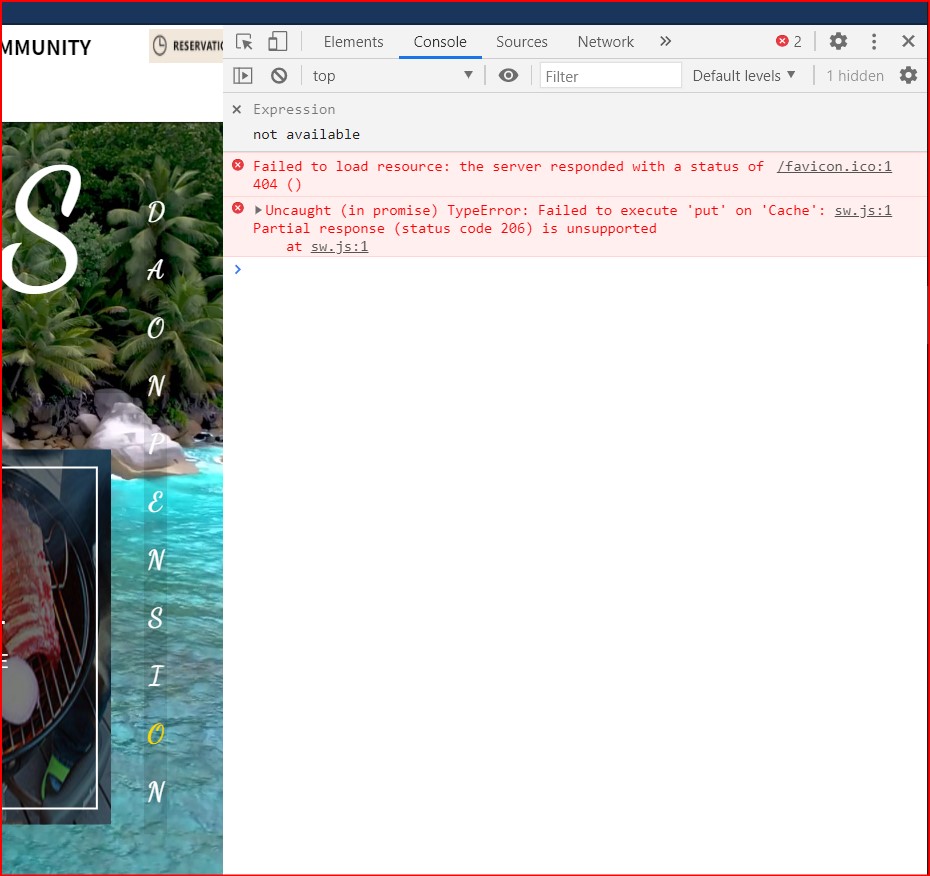 MMUNITY
RESERVATIO
S
D
A
O
N
P
E
N
S
I
O
N
E
Elements Console Sources Network » 2
top Filter Default levels 1 hidden
Expression
not available
Failed to load resource: the server responded with a status of /favicon.ico:1
404 ()
Uncaught (in promise) TypeError: Failed to execute 'put' on 'Cache': sw.js:1
Partial response (status code 206) is unsupported
at sw.js:1